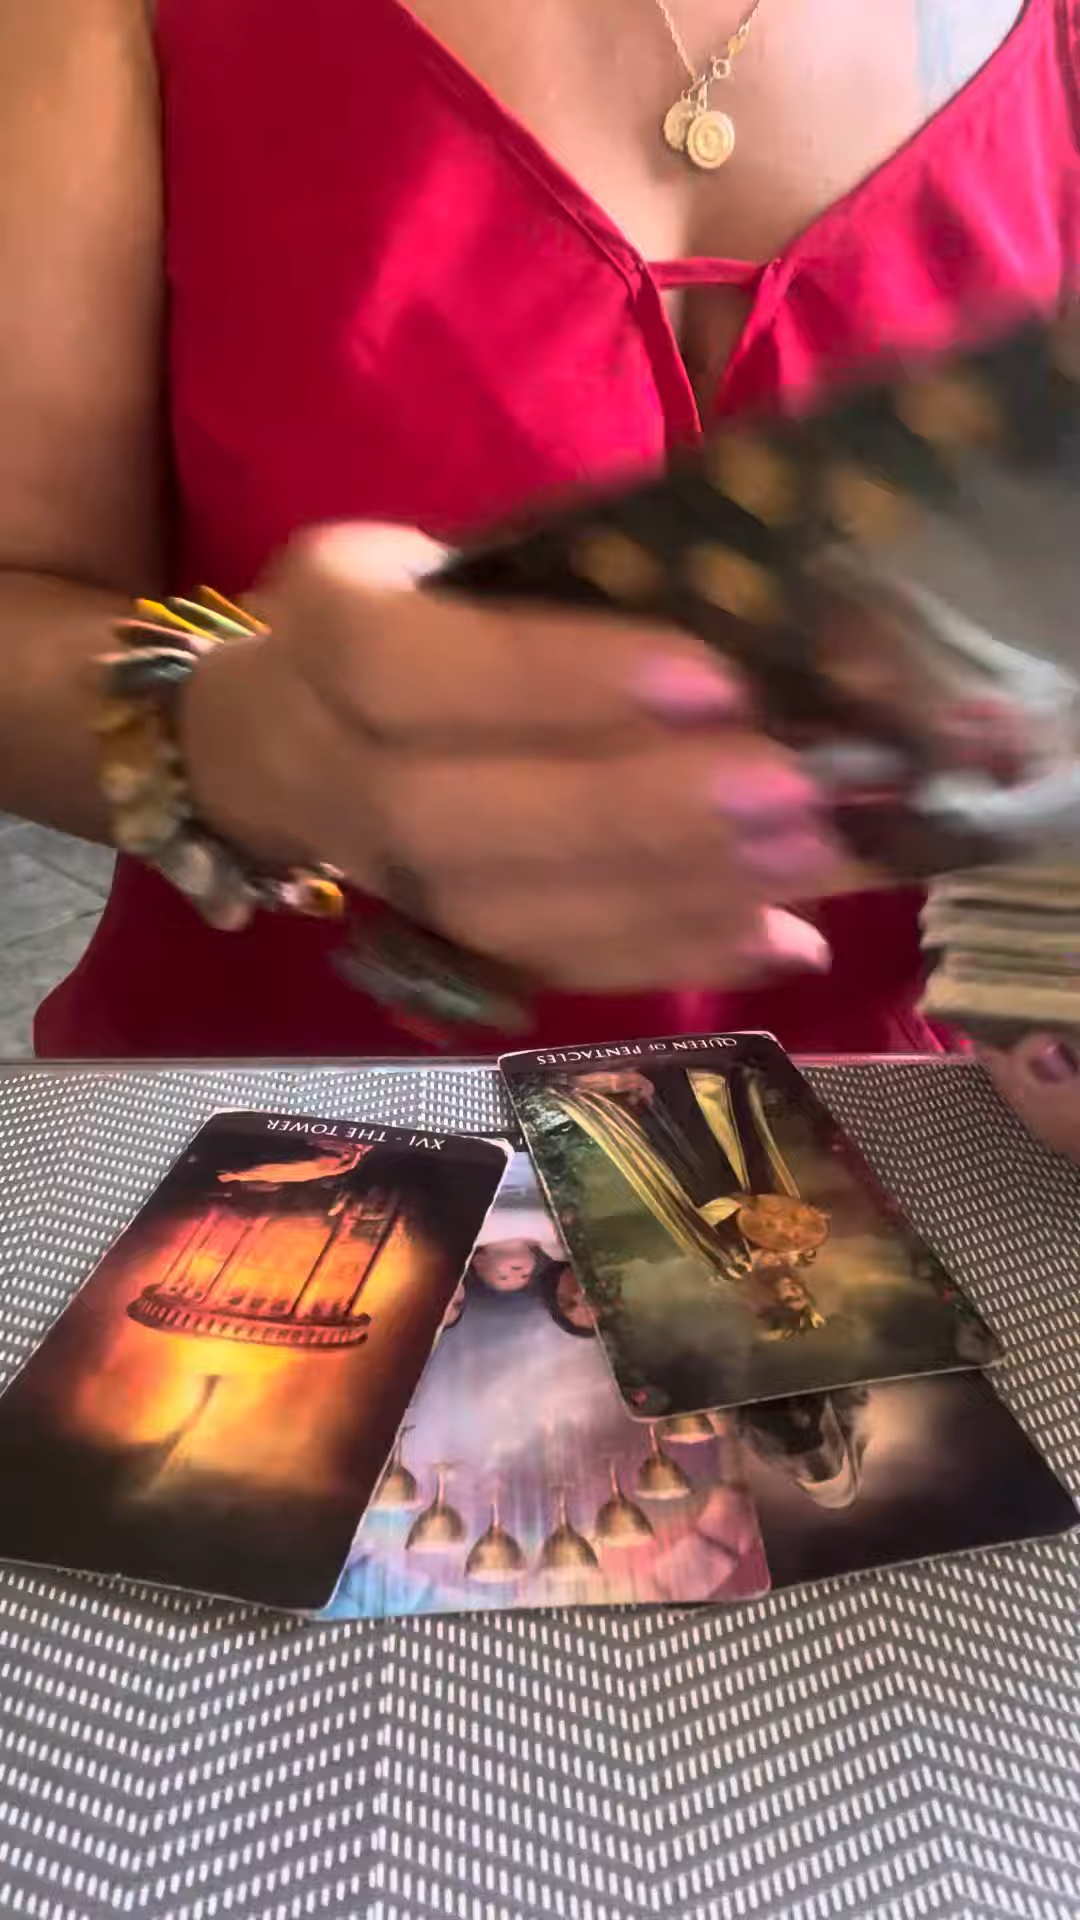 QUEEN OF PENTACLES
XVI - THE TOWER